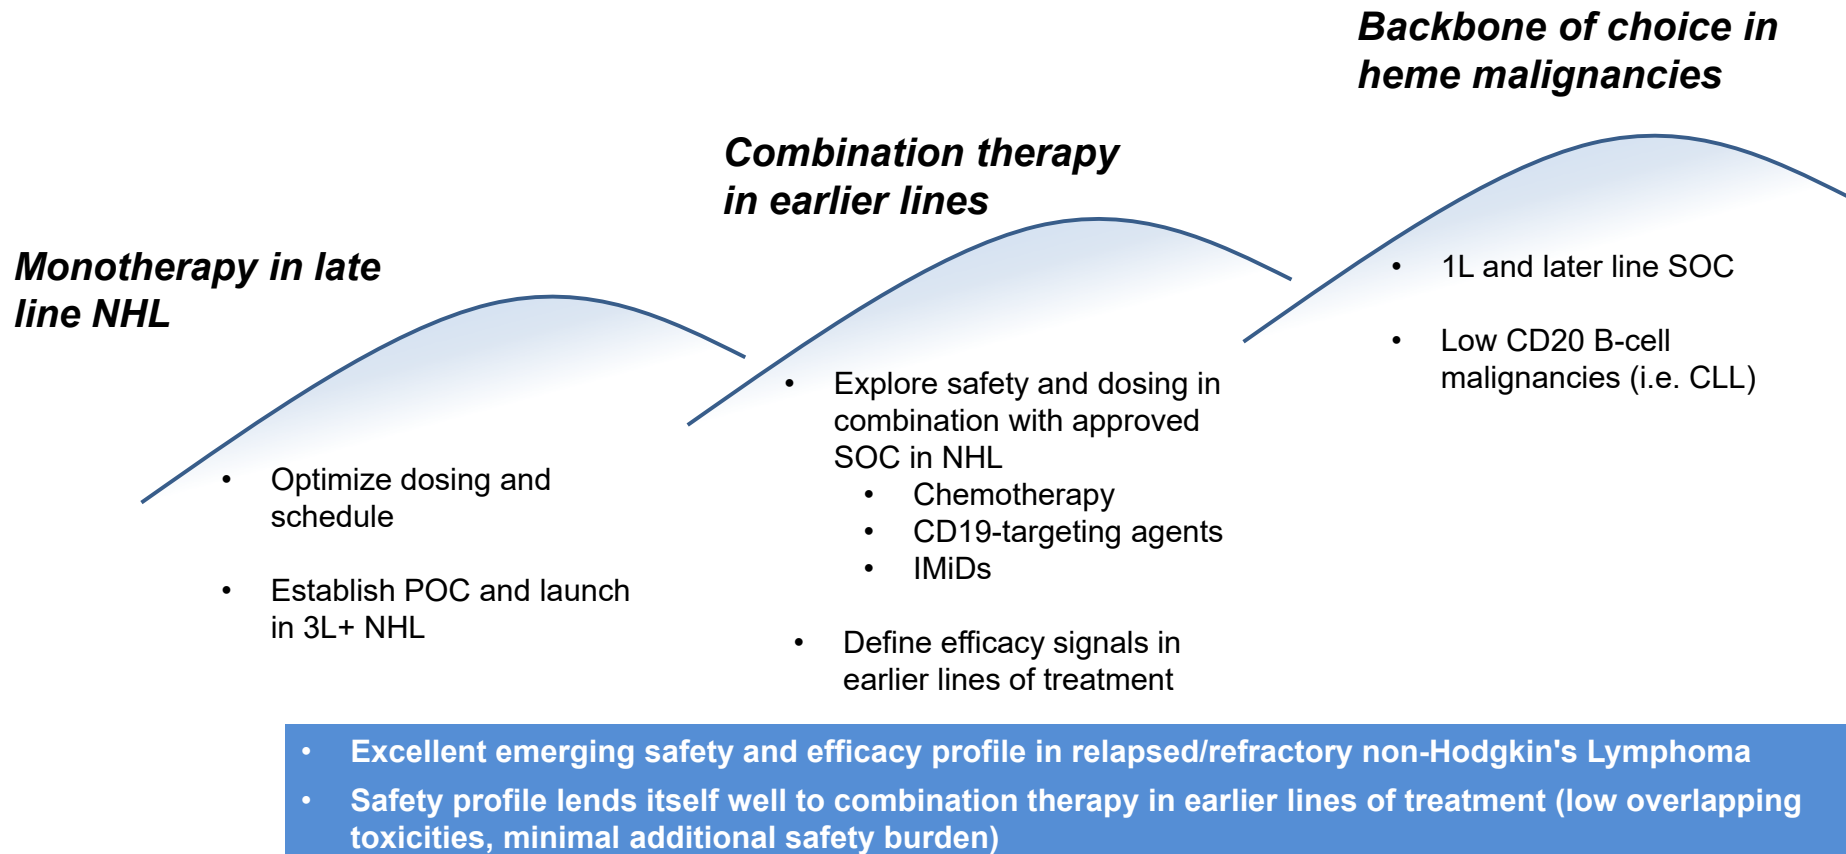 Monotherapy in late
line NHL
• Optimize dosing and
schedule
• Establish POC and launch
in 3L+ NHL
Combination therapy
in earlier lines
• Explore safety and dosing in
combination with approved
SOC in NHL
• Chemotherapy
• CD19-targeting agents
• IMiDs
• Define efficacy signals in
earlier lines of treatment
Backbone of choice in
heme malignancies
• 1L and later line SOC
• Low CD20 B-cell
malignancies (i.e. CLL)
• Excellent emerging safety and efficacy profile in relapsed/refractory non-Hodgkin's Lymphoma
• Safety profile lends itself well to combination therapy in earlier lines of treatment (low overlapping
toxicities, minimal additional safety burden)